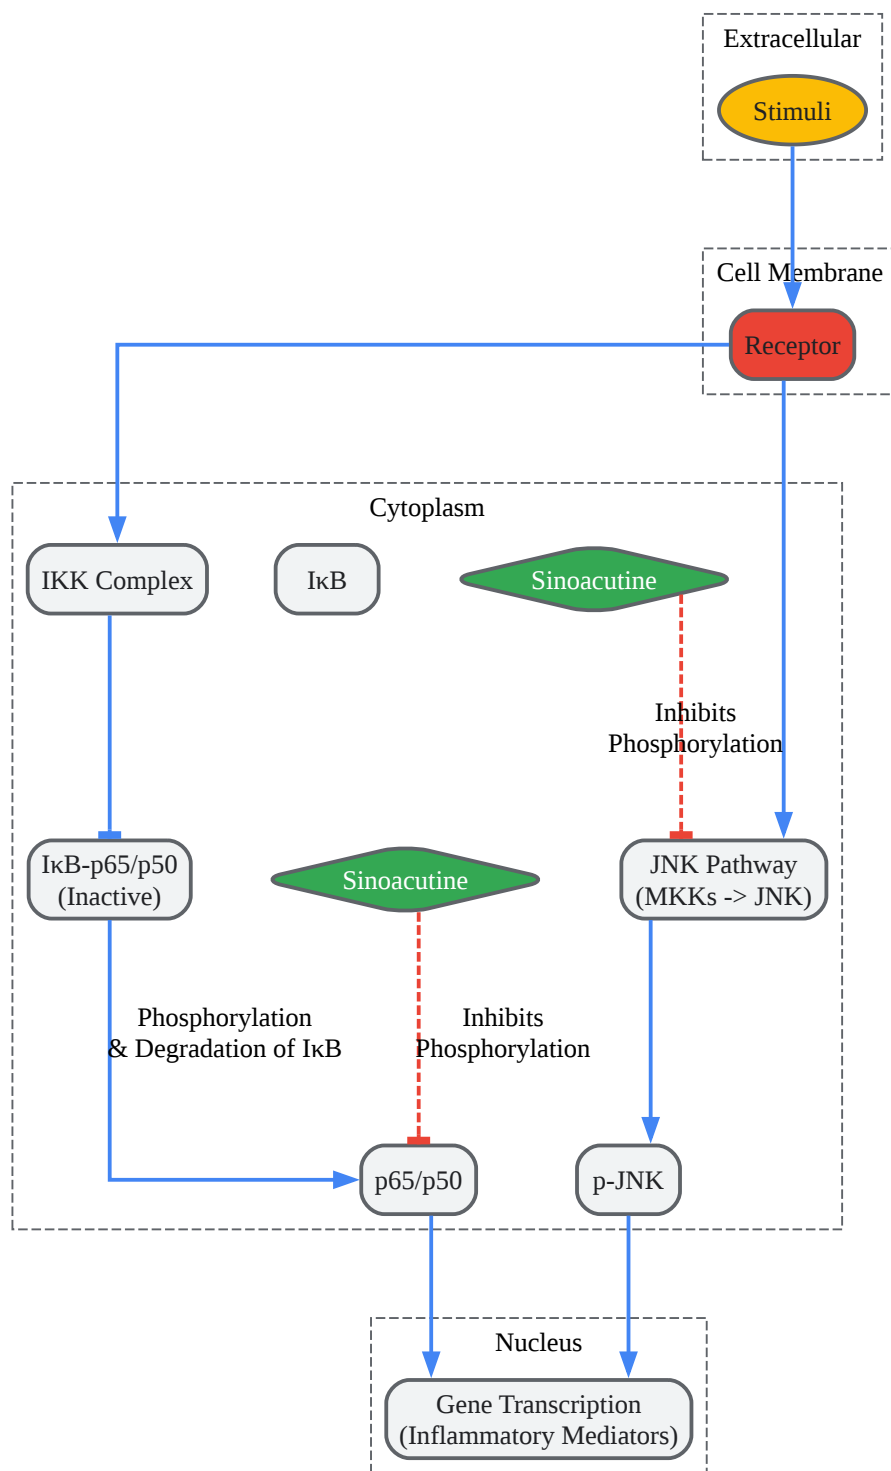 Extracellular
Stimuli
Cell Membrane
Receptor
Cytoplasm
IKK Complex
IκB
Sinoacutine
Inhibits
Phosphorylation
IκB-p65/p50
(Inactive)
Sinoacutine
JNK Pathway
(MKKs -> JNK)
Phosphorylation
& Degradation of IκB
Inhibits
Phosphorylation
p65/p50
p-JNK
Nucleus
Gene Transcription
(Inflammatory Mediators)